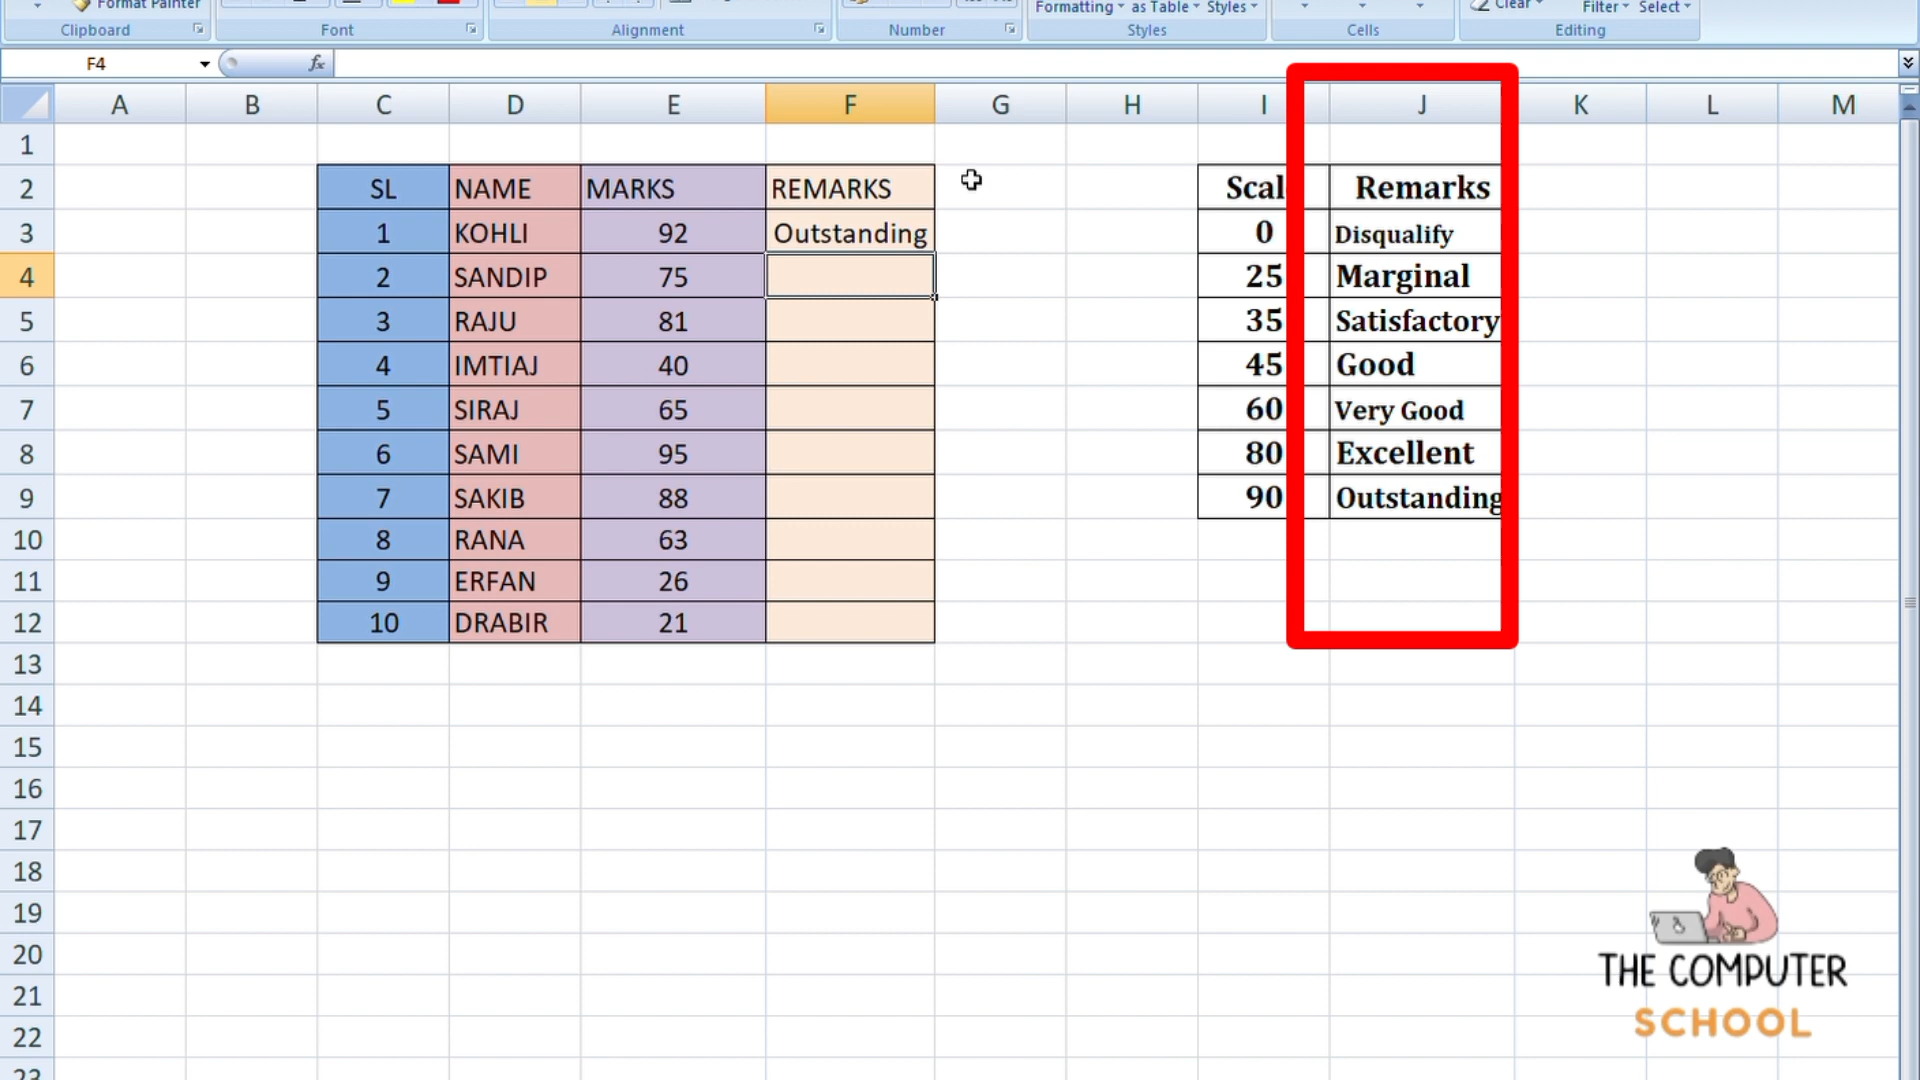 Format Painter
Formatting as Table Styles
Clear
Filter Select
Clipboard Font Alignment Number Styles Cells Editing
F4 fx
A B C D E F G H I J K L M
1
2 SL NAME MARKS REMARKS Scal Remarks
3 1 KOHLI 92 Outstanding 0 Disqualify
4 2 SANDIP 75 25 Marginal
5 3 RAJU 81 35 Satisfactory
6 4 IMTIAJ 40 45 Good
7 5 SIRAJ 65 60 Very Good
8 6 SAMI 95 80 Excellent
9 7 SAKIB 88 90 Outstanding
10 8 RANA 63
11 9 ERFAN 26
12 10 DRABIR 21
13
14
15
16
17
18
19
20
21
22
23
THE COMPUTER
SCHOOL